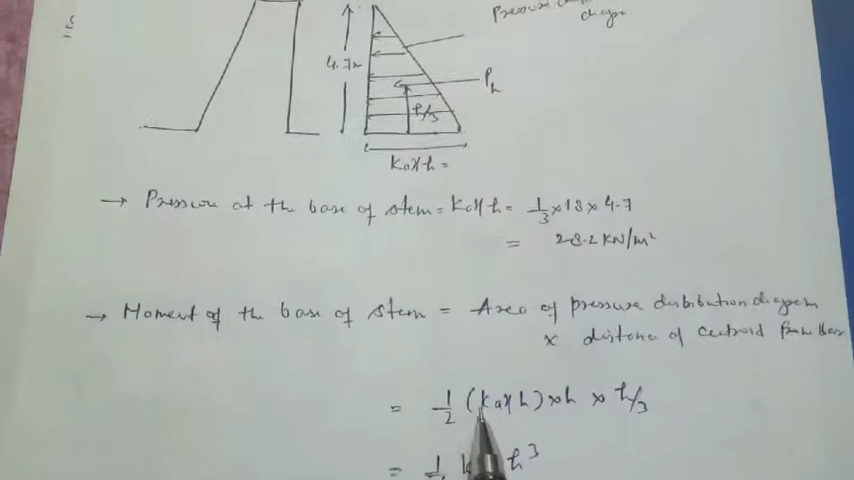 Pressure
4.7m
Ph
h/3
Kaγh =
→ Pressure at the base of stem = Kaγh = 1/3 × 18 × 4.7
= 28.2 KN/m²
→ Moment of the base of stem = Area of pressure distribution diagram
× distance of centroid from base
= 1/2 (Kaγh) × h × h/3
= h³